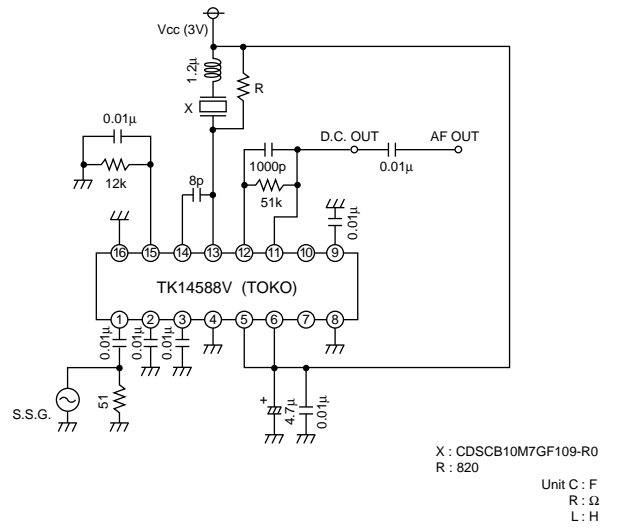 Vcc (3V)
1.2μ
X
R
0.01μ
12k
8p
1000p
51k
D.C. OUT
AF OUT
0.01μ
0.01μ
16 15 14 13 12 11 10 9
TK14588V (TOKO)
1 2 3 4 5 6 7 8
0.01μ
0.01μ
0.01μ
S.S.G.
51
+
4.7μ
0.01μ
X : CDSCB10M7GF109-R0
R : 820
Unit C : F
R : Ω
L : H